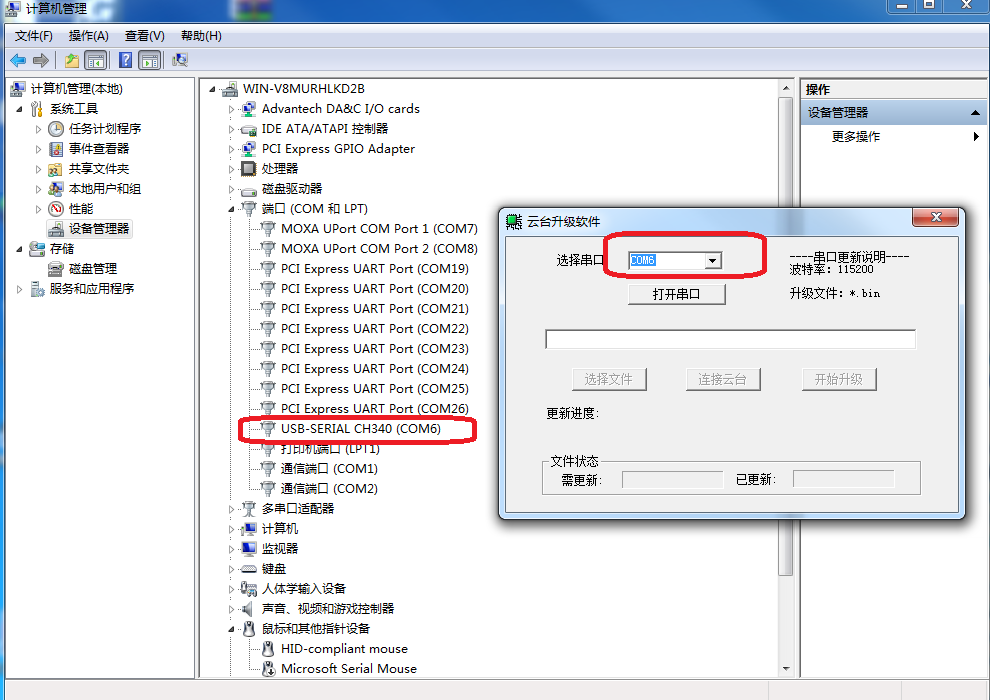 计算机管理
文件(F) 操作(A) 查看(V) 帮助(H)
计算机管理(本地)
系统工具
任务计划程序
事件查看器
共享文件夹
本地用户和组
性能
设备管理器
存储
磁盘管理
服务和应用程序
WIN-V8MURHLKD2B
Advantech DA&C I/O cards
IDE ATA/ATAPI 控制器
PCI Express GPIO Adapter
处理器
磁盘驱动器
端口 (COM 和 LPT)
MOXA UPort COM Port 1 (COM7)
MOXA UPort COM Port 2 (COM8)
PCI Express UART Port (COM19)
PCI Express UART Port (COM20)
PCI Express UART Port (COM21)
PCI Express UART Port (COM22)
PCI Express UART Port (COM23)
PCI Express UART Port (COM24)
PCI Express UART Port (COM25)
PCI Express UART Port (COM26)
USB-SERIAL CH340 (COM6)
打印机端口 (LPT1)
通信端口 (COM1)
通信端口 (COM2)
多串口适配器
计算机
监视器
键盘
人体学输入设备
声音、视频和游戏控制器
鼠标和其他指针设备
HID-compliant mouse
Microsoft Serial Mouse
操作
设备管理器
更多操作
云台升级软件
选择串口 COM6
打开串口
----串口更新说明----
波特率: 115200
升级文件: *.bin
选择文件 连接云台 开始升级
更新进度:
文件状态
需更新: 已更新: